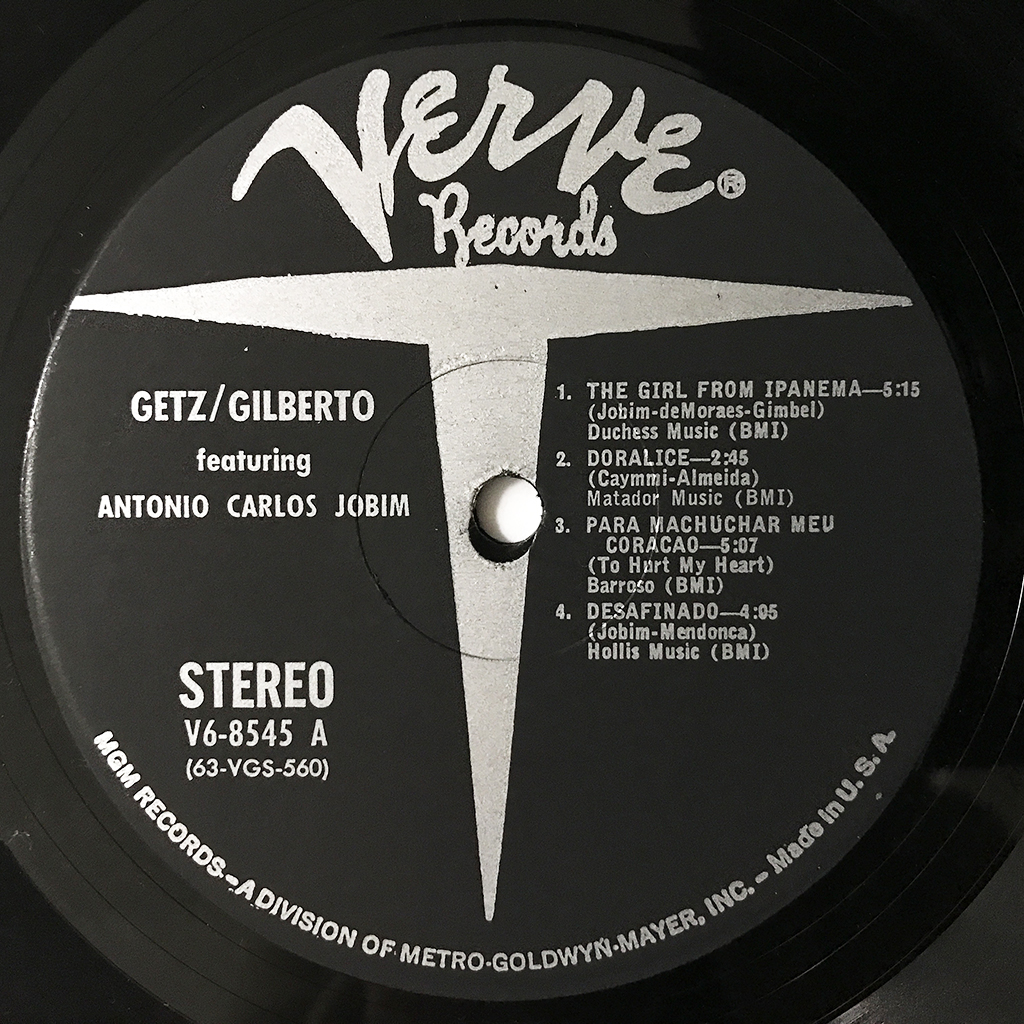 Verve®
Records
GETZ/GILBERTO
featuring
ANTONIO CARLOS JOBIM
1. THE GIRL FROM IPANEMA—5:15
(Jobim-deMoraes-Gimbel)
Duchess Music (BMI)
2. DORALICE—2:45
(Caymmi-Almeida)
Matador Music (BMI)
3. PARA MACHUCHAR MEU
CORACAO—5:07
(To Hurt My Heart)
Barroso (BMI)
4. DESAFINADO—4:05
(Jobim-Mendonca)
Hollis Music (BMI)
STEREO
V6-8545 A
(63-VGS-560)
MGM RECORDS–A DIVISION OF METRO-GOLDWYN-MAYER, INC. – Made in U. S. A.